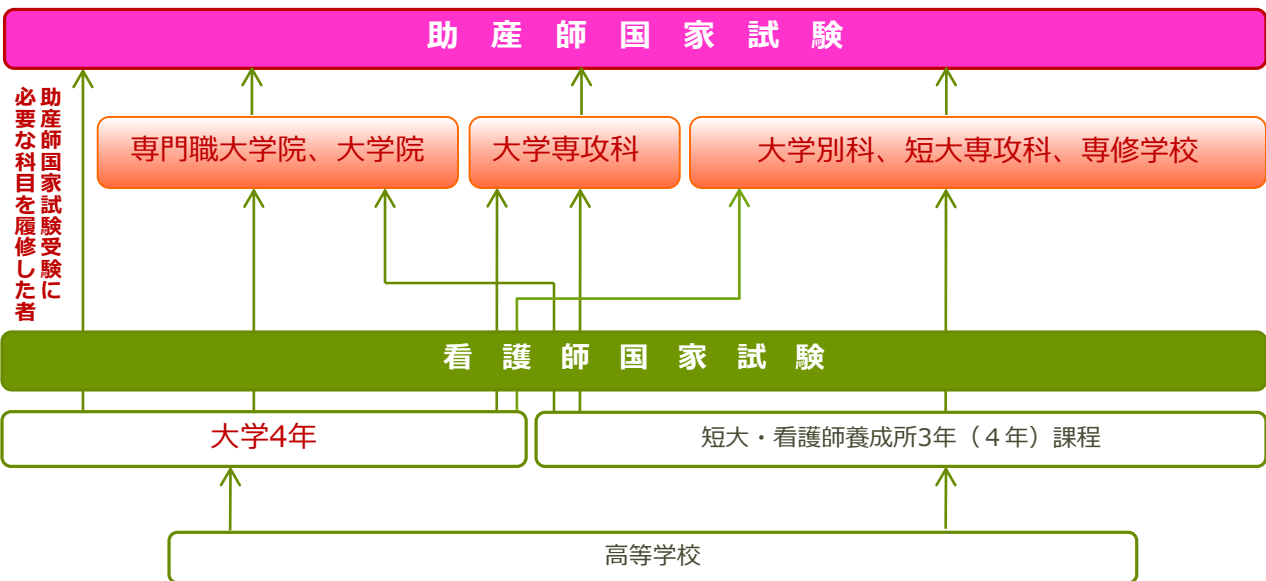 助産師国家試験
助産師国家試験受験に
必要な科目を履修した者
専門職大学院、大学院
大学専攻科
大学別科、短大専攻科、専修学校
看護師国家試験
大学4年
短大・看護師養成所3年（４年）課程
高等学校